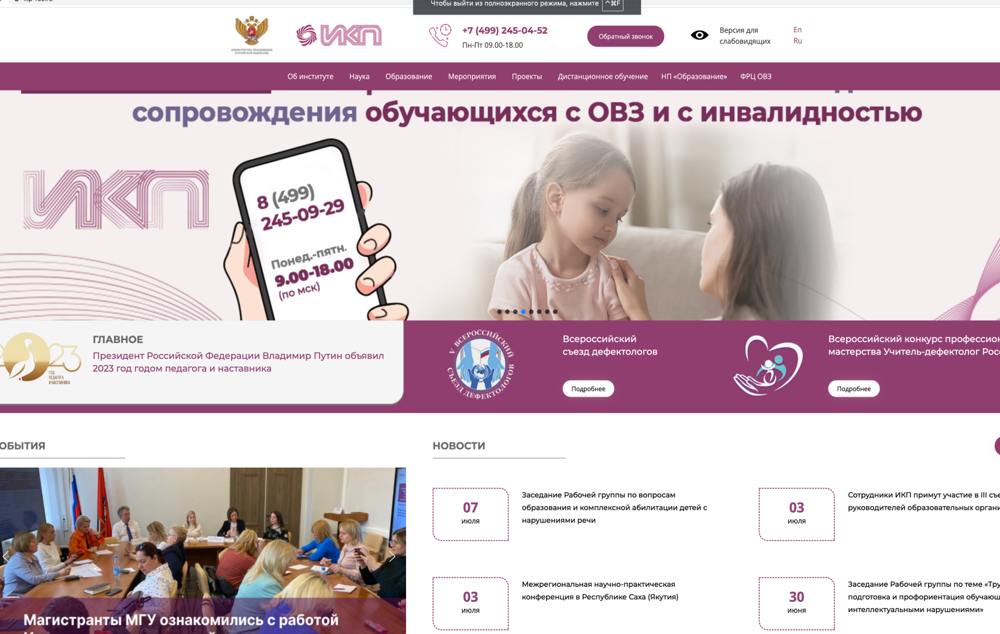 Чтобы выйти из полноэкранного режима, нажмите ^⌘F
МИНИСТЕРСТВО ПРОСВЕЩЕНИЯ
РОССИЙСКОЙ ФЕДЕРАЦИИ
ИКП
+7 (499) 245-04-52
Пн-Пт 09.00-18.00
Обратный звонок
Версия для
слабовидящих
En
Ru
Об институте
Наука
Образование
Мероприятия
Проекты
Дистанционное обучение
НП «Образование»
ФРЦ ОВЗ
сопровождения обучающихся с ОВЗ и с инвалидностью
ИКП
8 (499)
245-09-29
Понед.-пятн.
9.00-18.00
(по мск)
2023
ГОД
ПЕДАГОГА
И НАСТАВНИКА
ГЛАВНОЕ
Президент Российской Федерации Владимир Путин объявил
2023 год годом педагога и наставника
V ВСЕРОССИЙСКИЙ
СЪЕЗД ДЕФЕКТОЛОГОВ
Всероссийский
съезд дефектологов
Подробнее
Всероссийский конкурс професси
мастерства Учитель-дефектолог Рос
Подробнее
ОБЫТИЯ
Магистранты МГУ ознакомились с работой
НОВОСТИ
07
июля
Заседание Рабочей группы по вопросам
образования и комплексной абилитации детей с
нарушениями речи
03
июля
Сотрудники ИКП примут участие в III съе
руководителей образовательных органи
03
июля
Межрегиональная научно-практическая
конференция в Республике Саха (Якутия)
30
июня
Заседание Рабочей группы по теме «Тру
подготовка и профориентация обучающ
интеллектуальными нарушениями»